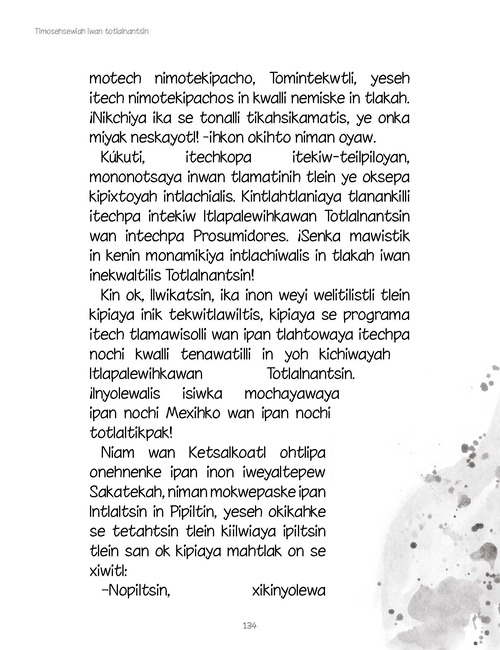 Timosehsewiah iwan totlalnantsin
motech nimotekipacho, Tomintekwtli, yeseh
itech nimotekipachos in kwalli nemiske in tlakah.
¡Nikchiya ika se tonalli tikahsikamatis, ye onka
miyak neskayotl! -ihkon okihto niman oyaw.
Kúkuti, itechkopa itekiw-teilpiloyan,
mononotsaya inwan tlamatinih tlein ye oksepa
kipixtoyah intlachialis. Kintlahtlaniaya tlanankilli
itechpa intekiw Itlapalewihkawan Totlalnantsin
wan intechpa Prosumidores. ¡Senka mawistik
in kenin monamikiya intlachiwalis in tlakah iwan
inekwaltilis Totlalnantsin!
Kin ok, Ilwikatsin, ika inon weyi welitilistli tlein
kipiaya inik tekwitlawiltis, kipiaya se programa
itech tlamawisolli wan ipan tlahtowaya itechpa
nochi kwalli tenawatilli in yoh kichiwayah
Itlapalewihkawan Totlalnantsin.
¡Inyolewalis isiwka mochayawaya
ipan nochi Mexihko wan ipan nochi
totlaltikpak!
Niam wan Ketsalkoatl ohtlipa
onehnenke ipan inon iweyaltepew
Sakatekah, niman mokwepaske ipan
Intlaltsin in Pipiltin, yeseh okikahke
se tetahtsin tlein kiilwiaya ipiltsin
tlein san ok kipiaya mahtlak on se
xiwitl:
–Nopiltsin, xikinyolewa
134